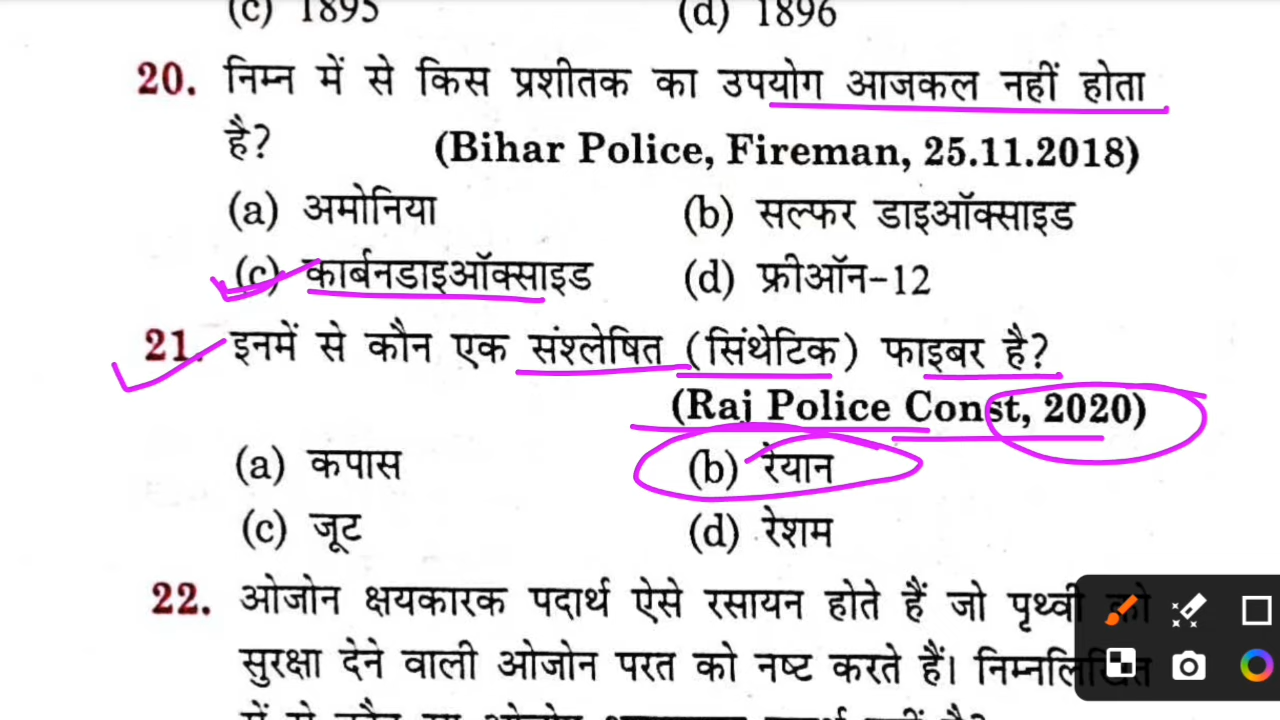 (c) 1895 (d) 1896
20. निम्न में से किस प्रशीतक का उपयोग आजकल नहीं होता
है? (Bihar Police, Fireman, 25.11.2018)
(a) अमोनिया (b) सल्फर डाइऑक्साइड
(c) कार्बनडाइऑक्साइड (d) फ्रीऑन-12
21. इनमें से कौन एक संश्लेषित (सिंथेटिक) फाइबर है?
(Raj Police Const, 2020)
(a) कपास (b) रेयान
(c) जूट (d) रेशम
22. ओजोन क्षयकारक पदार्थ ऐसे रसायन होते हैं जो पृथ्वी को
सुरक्षा देने वाली ओजोन परत को नष्ट करते हैं। निम्नलिखित